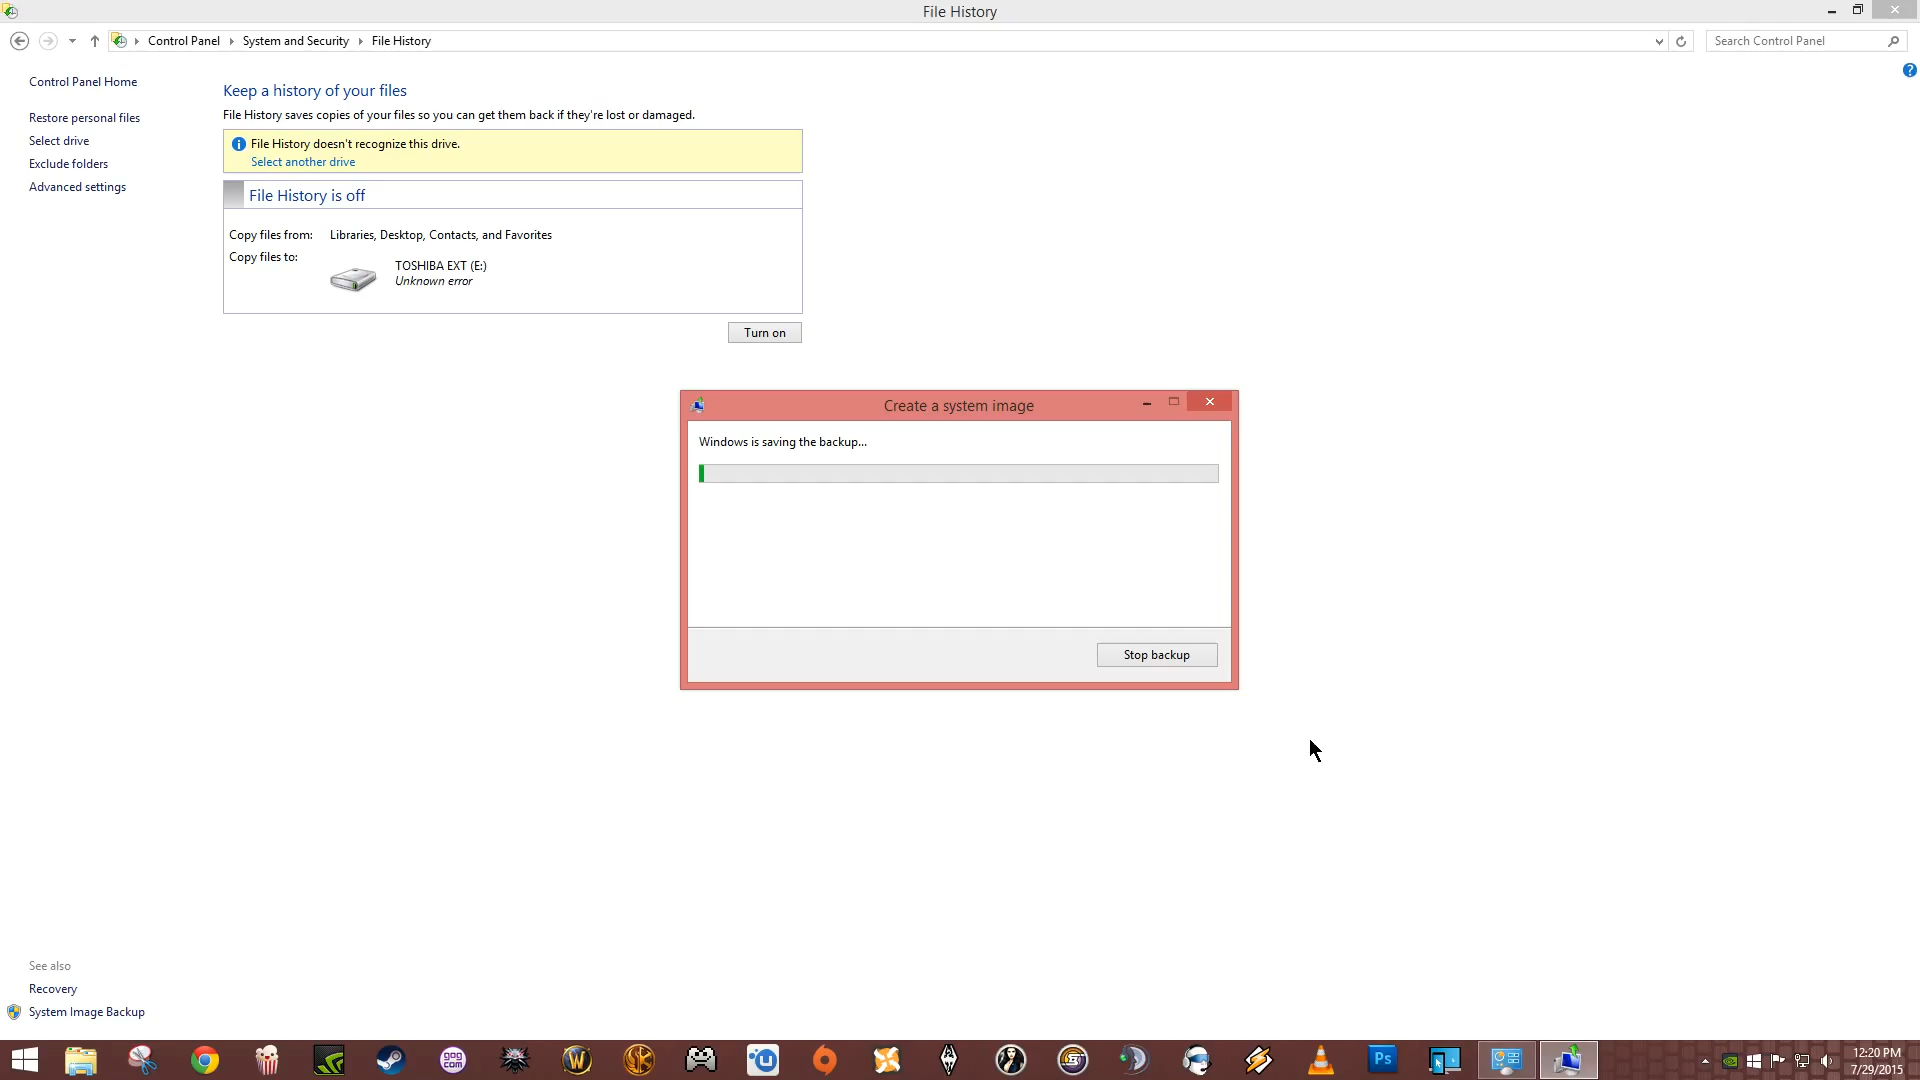 File History
Control Panel
System and Security
File History
Search Control Panel
Control Panel Home
Restore personal files
Select drive
Exclude folders
Advanced settings
Keep a history of your files
File History saves copies of your files so you can get them back if they're lost or damaged.
File History doesn't recognize this drive.
Select another drive
File History is off
Copy files from: Libraries, Desktop, Contacts, and Favorites
Copy files to:
TOSHIBA EXT (E:)
Unknown error
Turn on
Create a system image
Windows is saving the backup...
Stop backup
See also
Recovery
System Image Backup
gog
com
W
Ps
12:20 PM
7/29/2015